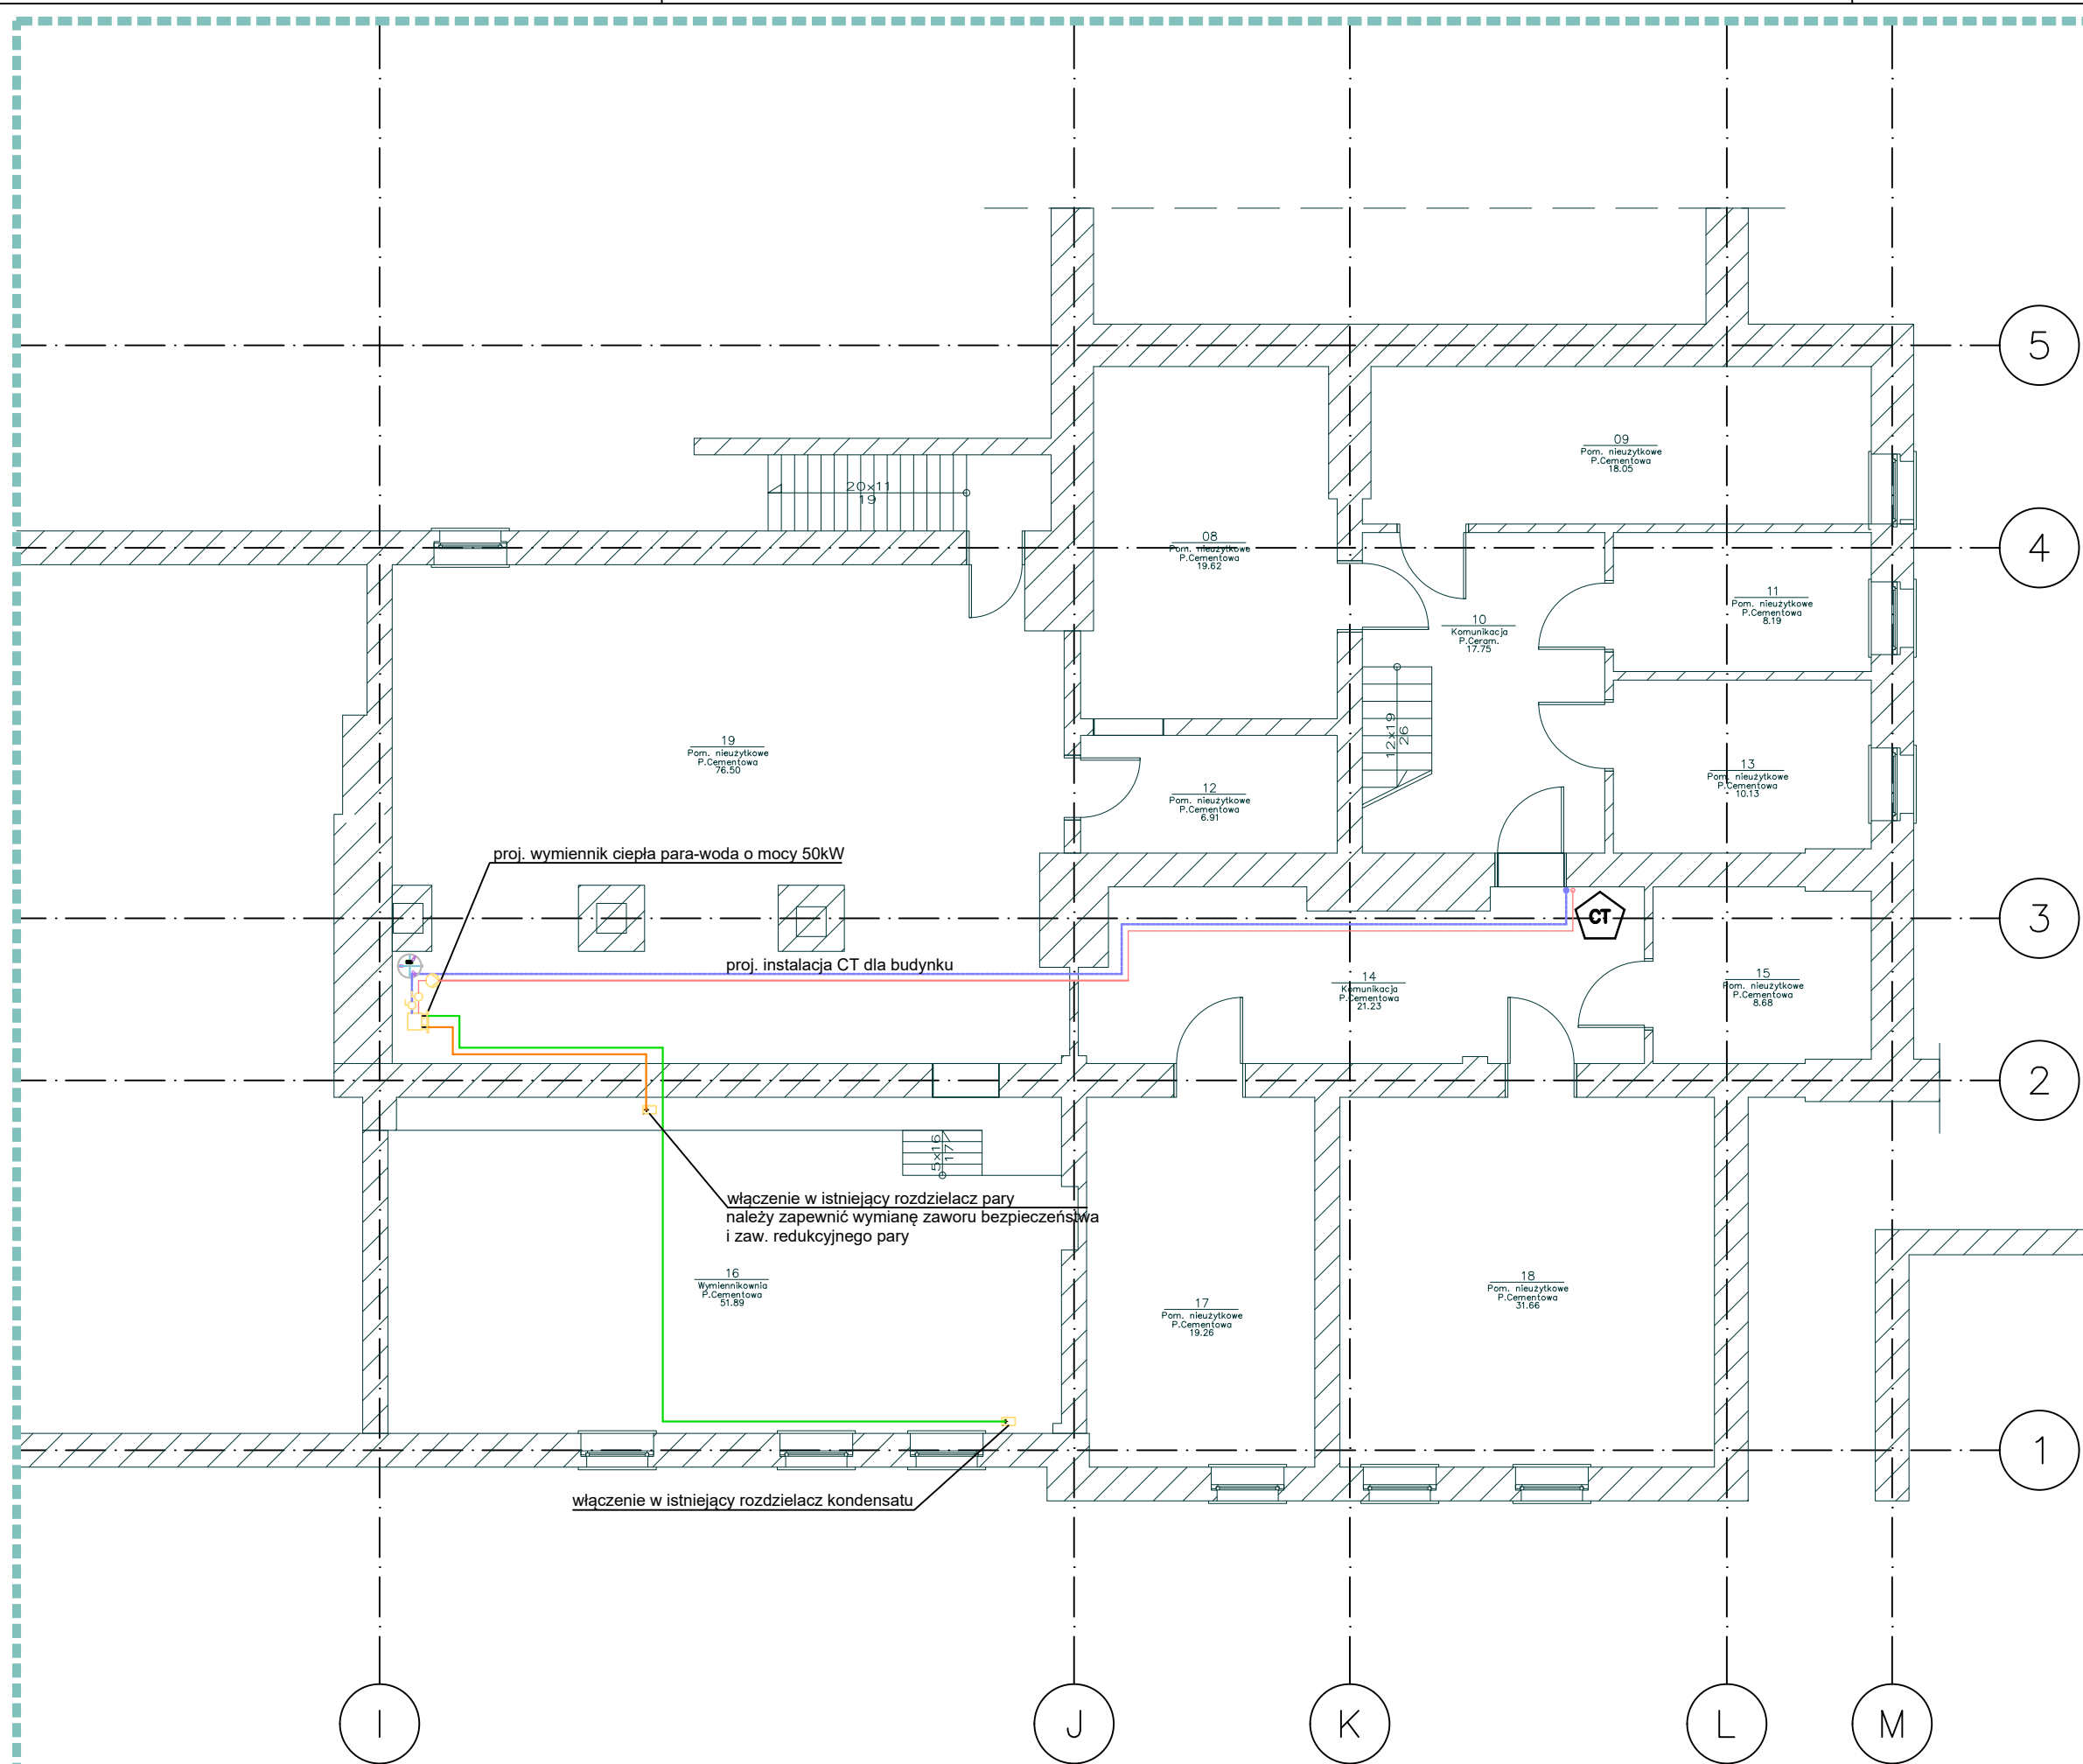 5
09
Pom. nieużytkowe
P.Cementowa
18.05
20x11
19
4
08
Pom. nieużytkowe
P.Cementowa
19.62
11
Pom. nieużytkowe
P.Cementowa
8.19
10
Komunikacja
P.Ceram.
17.75
12x19
26
19
Pom. nieużytkowe
P.Cementowa
76.50
13
Pom. nieużytkowe
P.Cementowa
10.13
12
Pom. nieużytkowe
P.Cementowa
6.91
proj. wymiennik ciepła para-woda o mocy 50kW
CT
3
proj. instalacja CT dla budynku
14
Komunikacja
P.Cementowa
21.23
15
Pom. nieużytkowe
P.Cementowa
8.68
2
5x16
17
włączenie w istniejący rozdzielacz pary
należy zapewnić wymianę zaworu bezpieczeństwa
i zaw. redukcyjnego pary
16
Wymiennikownia
P.Cementowa
51.89
17
Pom. nieużytkowe
P.Cementowa
19.26
18
Pom. nieużytkowe
P.Cementowa
31.66
1
włączenie w istniejący rozdzielacz kondensatu
I
J
K
L
M